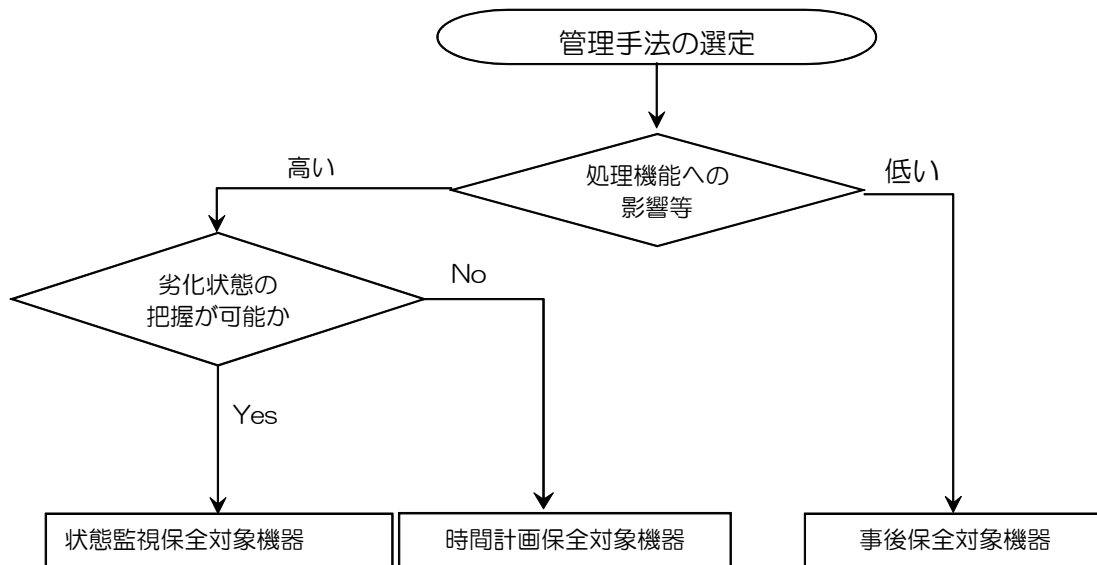 管理手法の選定
高い
処理機能への
影響等
低い
劣化状態の
把握が可能か
No
Yes
状態監視保全対象機器
時間計画保全対象機器
事後保全対象機器